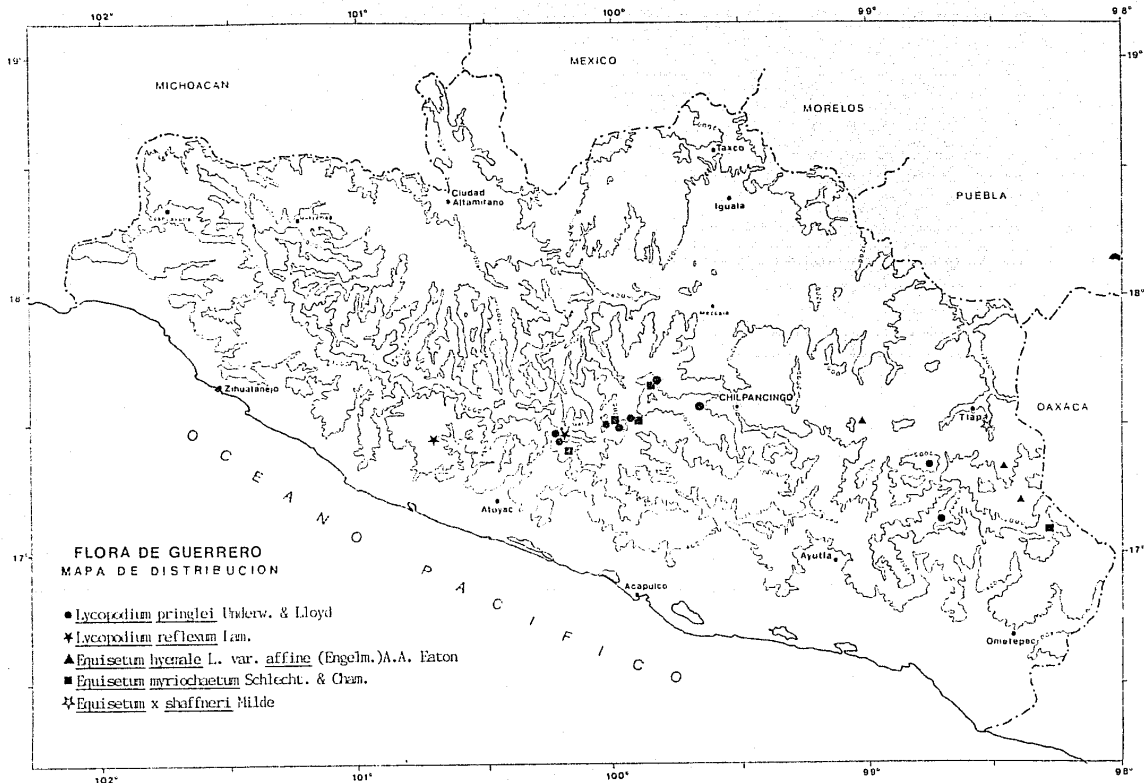 102°
101°
100°
99°
98°
19°
19°
MICHOACAN
MEXICO
MORELOS
PUEBLA
Taxco
Ciudad
Altamirano
Iguala
18°
18°
Zihuatanejo
CHILPANCINGO
Tlapa
OAXACA
Atoyac
Ayutla
17°
17°
Acapulco
Ometepec
OCEANO PACIFICO
FLORA DE GUERRERO
MAPA DE DISTRIBUCION
Lycopodium pringlei Underw. & Lloyd
Lycopodium reflexum Lam.
Equisetum hyemale L. var. affine (Engelm.)A.A. Eaton
Equisetum myriochaetum Schlecht. & Cham.
Equisetum x shaffneri Milde
102°
101°
100°
99°
98°